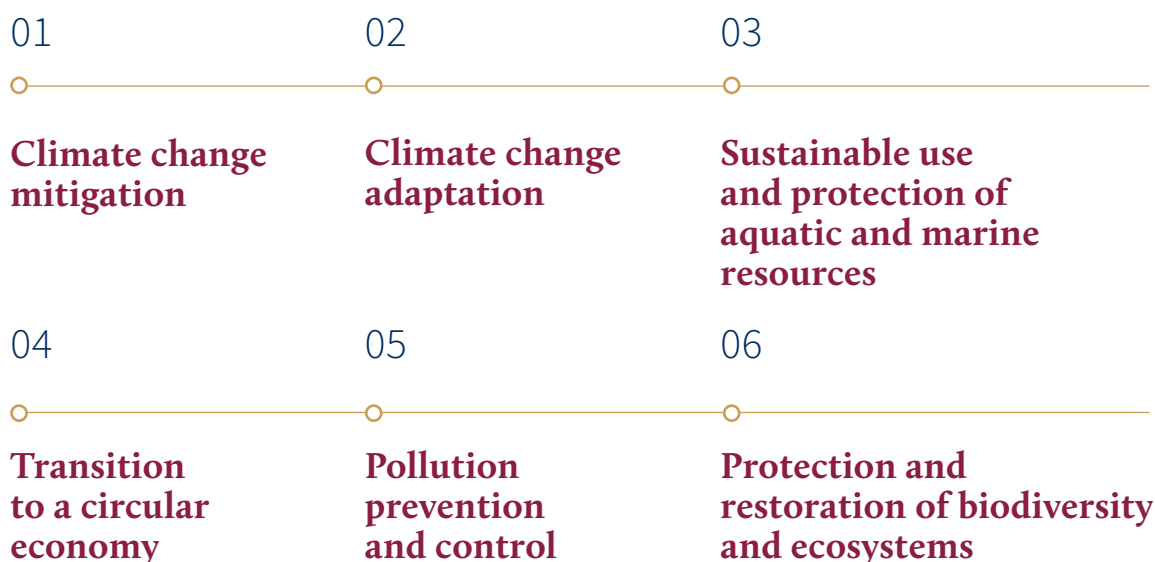 01
02
03
Climate change
mitigation
Climate change
adaptation
Sustainable use
and protection of
aquatic and marine
resources
04
05
06
Transition
to a circular
economy
Pollution
prevention
and control
Protection and
restoration of biodiversity
and ecosystems